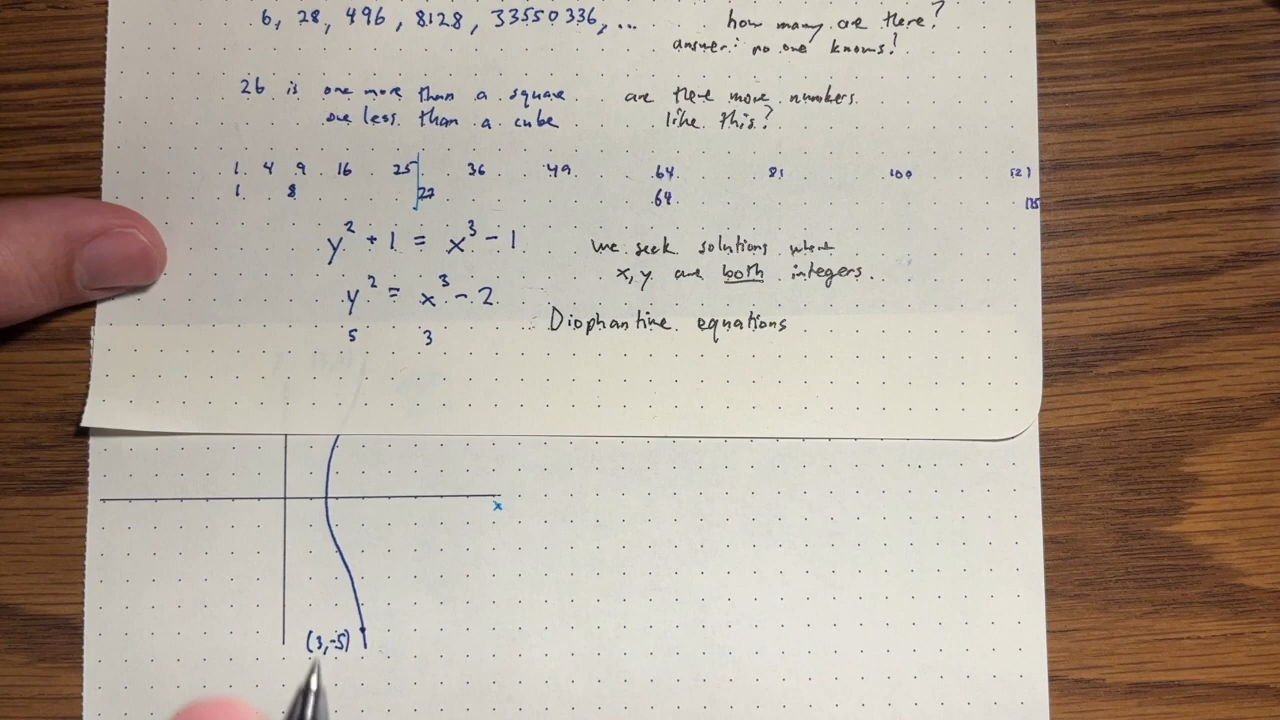 6, 28, 496, 8128, 33550336, ...
how many are there?
answer: no one knows!
26 is one more than a square
one less than a cube
are there more numbers
like this?
1 4 9 16 25 36 49 64 81 100 121
1 8 27 64 125
y² + 1 = x³ - 1
we seek solutions where
x, y are both integers.
y² = x³ - 2
5 3
Diophantine equations
x
(3,-5)